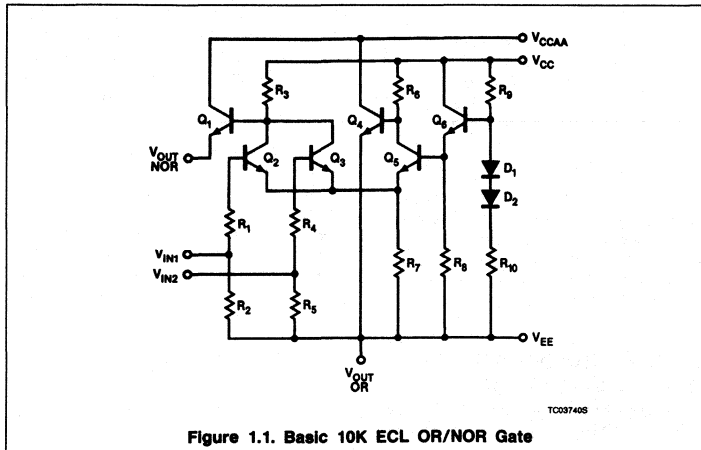 VCCAA
VCC
R3
R6
R9
Q1
Q4
Q6
VOUT
NOR
Q2
Q3
Q5
D1
D2
R1
R4
VIN1
VIN2
R7
R8
R10
R2
R5
VEE
VOUT
OR
TC03740S
Figure 1.1. Basic 10K ECL OR/NOR Gate